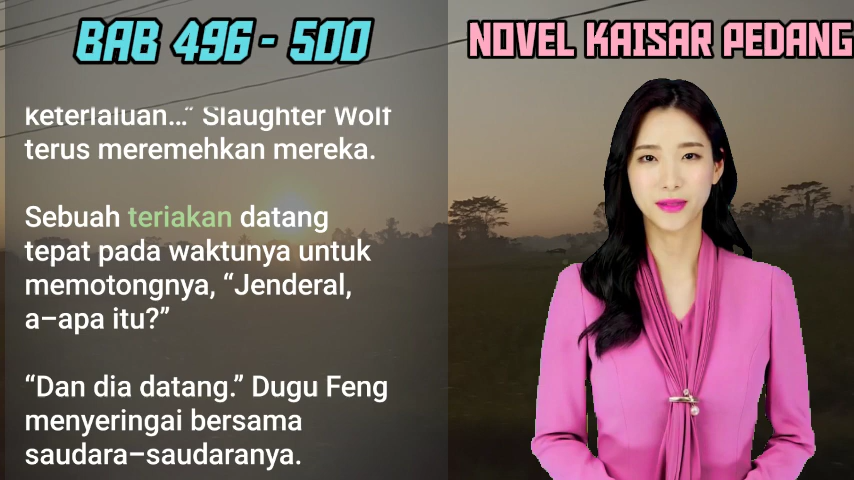 BAB 496 - 500
NOVEL KAISAR PEDANG
keterlaluan…” Slaughter Wolf
terus meremehkan mereka.
Sebuah teriakan datang
tepat pada waktunya untuk
memotongnya, “Jenderal,
a–apa itu?”
“Dan dia datang.” Dugu Feng
menyeringai bersama
saudara–saudaranya.